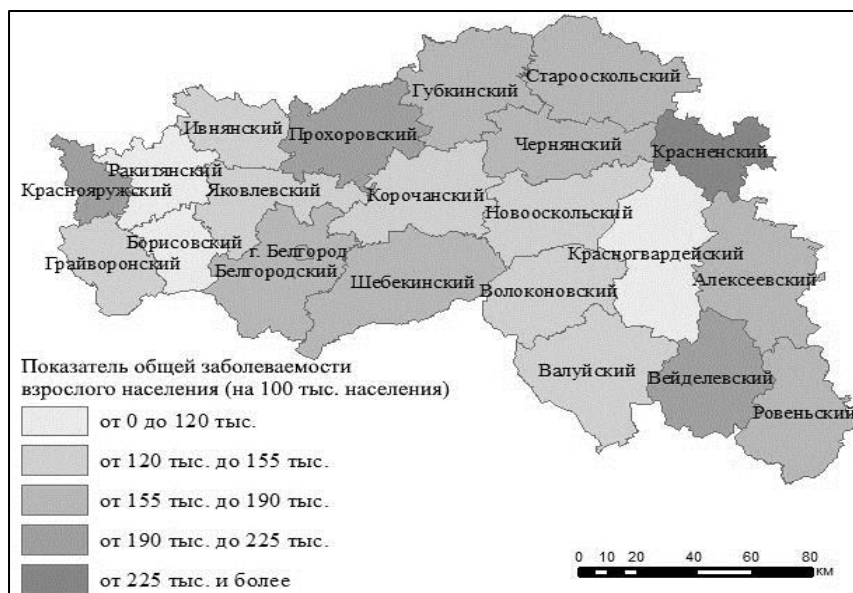 Старооскольский
Губкинский
Ивнянский
Прохоровский
Чернянский
Красненский
Ракитянский
Краснояружский
Яковлевский
Корочанский
Новооскольский
Борисовский
г. Белгород
Красногвардейский
Грайворонский
Белгородский
Шебекинский
Волоконовский
Алексеевский
Валуйский
Вейделевский
Ровеньский
Показатель общей заболеваемости
взрослого населения (на 100 тыс. населения)
от 0 до 120 тыс.
от 120 тыс. до 155 тыс.
от 155 тыс. до 190 тыс.
от 190 тыс. до 225 тыс.
от 225 тыс. и более
0 10 20 40 60 80
км